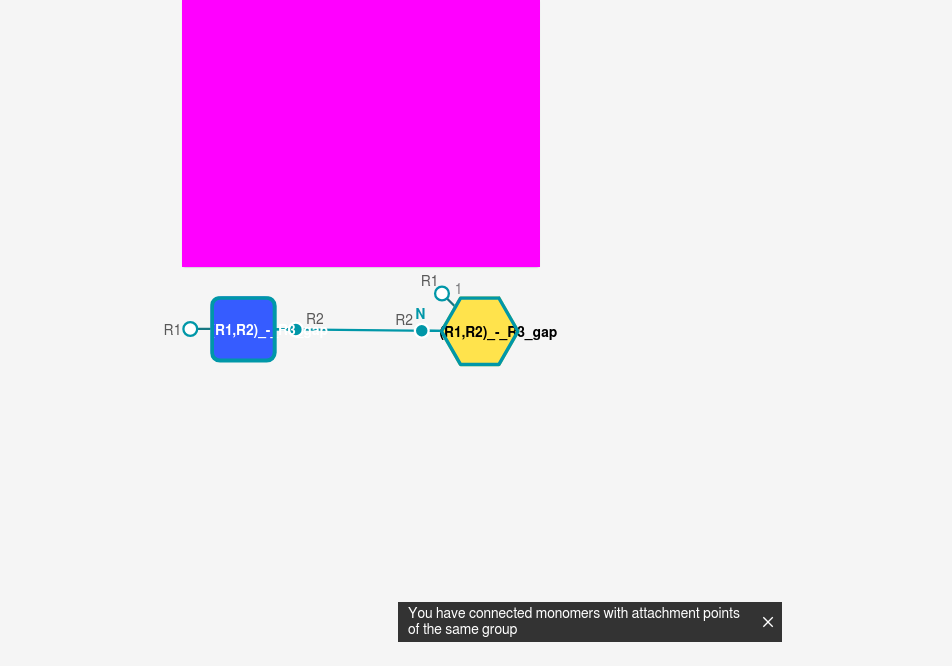 R1
1
N
R2
R2
R1
R1,R2)_-_R3_gap
(R1,R2)_-_R3_gap
You have connected monomers with attachment points
of the same group